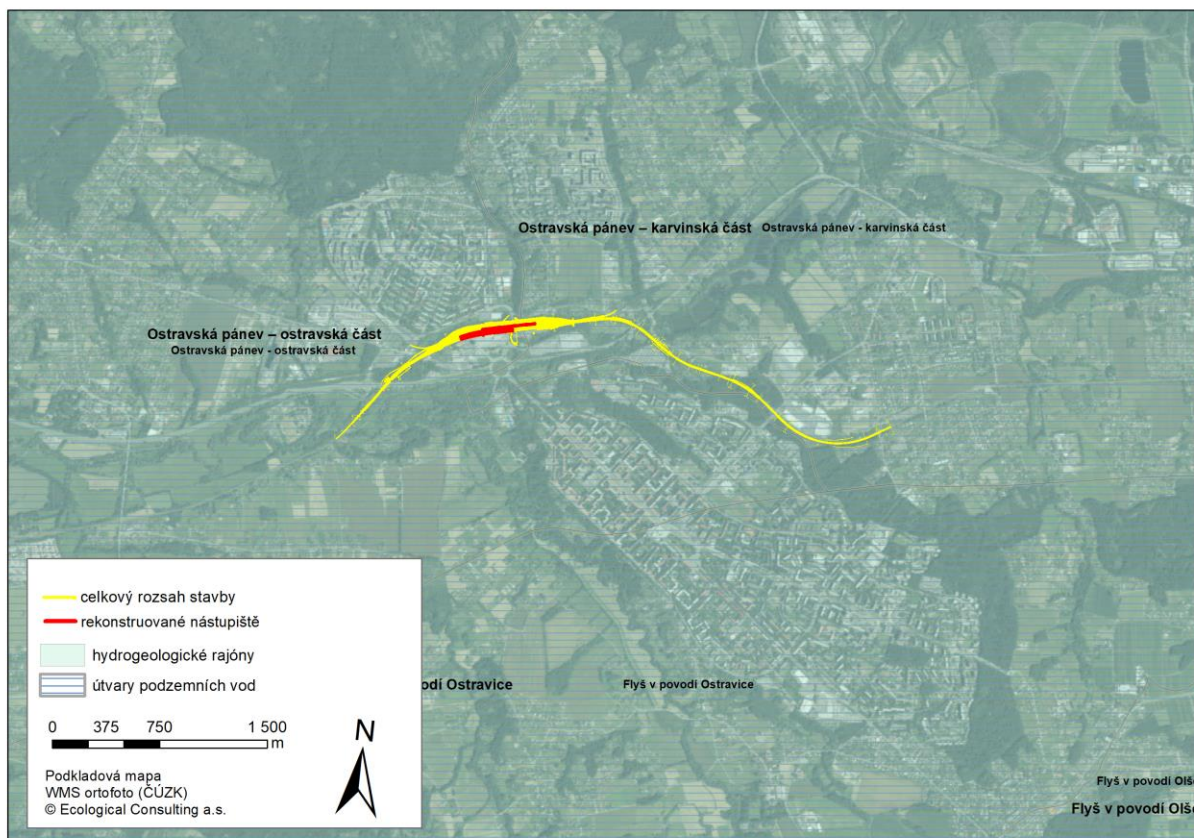 Ostravská pánev – karvinská část
Ostravská pánev - karvinská část
Ostravská pánev – ostravská část
Ostravská pánev - ostravská část
celkový rozsah stavby
rekonstruované nástupiště
hydrogeologické rajóny
útvary podzemních vod
0 375 750 1 500
m
N
Podkladová mapa
WMS ortofoto (ČÚZK)
© Ecological Consulting a.s.
vodí Ostravice
Flyš v povodí Ostravice
Flyš v povodí Olše
Flyš v povodí Olše